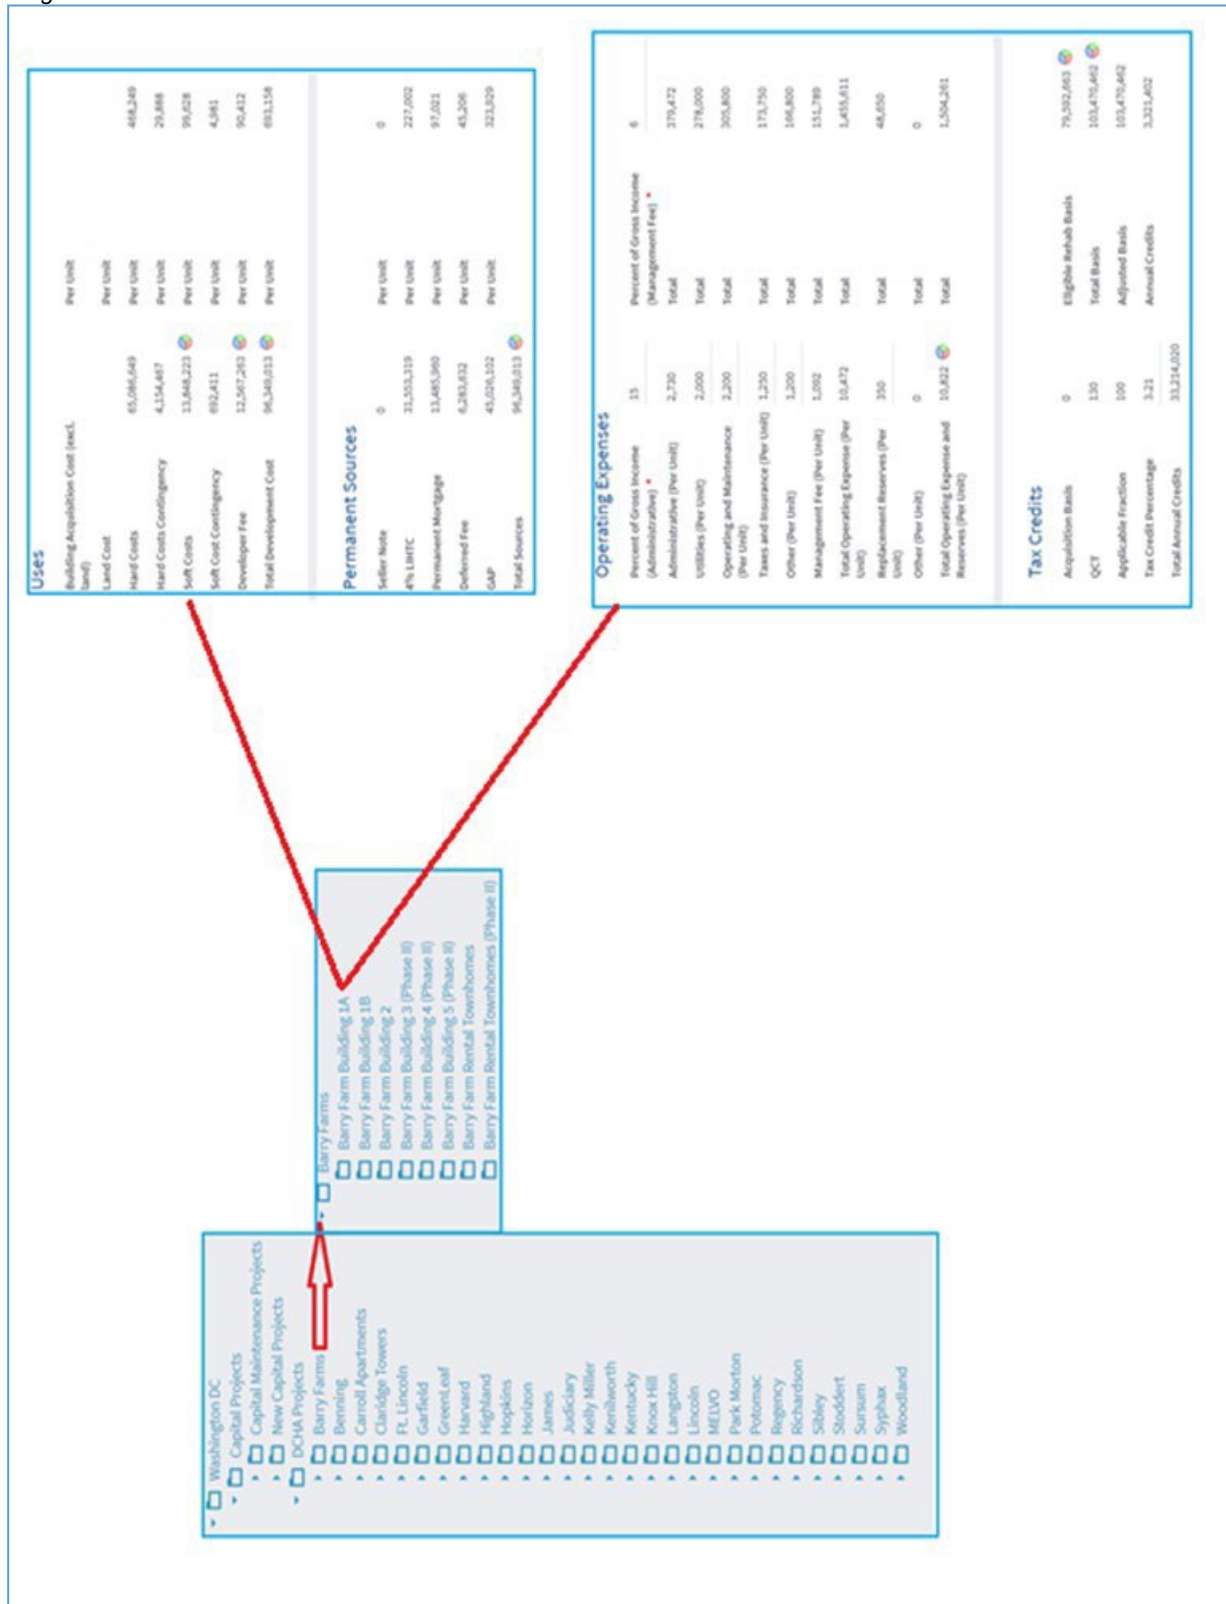 Washington DC
Capital Projects
Capital Maintenance Projects
New Capital Projects
DCHA Projects
Barry Farms
Benning
Carroll Apartments
Claridge Towers
Ft. Lincoln
Garfield
GreenLeaf
Harvard
Highland
Hopkins
Horizon
James
Judiciary
Kelly Miller
Kenilworth
Kentucky
Knox Hill
Langston
Lincoln
MELVO
Park Morton
Potomac
Regency
Richardson
Sibley
Stoddert
Sursum
Syphax
Woodland
Barry Farms
Barry Farm Building 1A
Barry Farm Building 1B
Barry Farm Building 2
Barry Farm Building 3 (Phase II)
Barry Farm Building 4 (Phase II)
Barry Farm Building 5 (Phase II)
Barry Farm Rental Townhomes
Barry Farm Rental Townhomes (Phase II)
Uses
Building Acquisition Cost (excl. Per Unit
land)
Land Cost Per Unit
Hard Costs 65,086,649 Per Unit 468,249
Hard Costs Contingency 4,154,467 Per Unit 29,888
Soft Costs 13,848,223 Per Unit 99,628
Soft Cost Contingency 692,411 Per Unit 4,981
Developer Fee 12,567,263 Per Unit 90,412
Total Development Cost 96,349,013 Per Unit 693,158
Permanent Sources
Seller Note 0 Per Unit 0
4% LIHTC 31,553,319 Per Unit 227,002
Permanent Mortgage 13,485,960 Per Unit 97,021
Deferred Fee 6,283,632 Per Unit 45,206
GAP 45,026,102 Per Unit 323,929
Total Sources 96,349,013
Operating Expenses
Percent of Gross Income 15 Percent of Gross Income 6
(Administrative) * (Management Fee) *
Administrative (Per Unit) 2,730 Total 379,472
Utilities (Per Unit) 2,000 Total 278,000
Operating and Maintenance 2,200 Total 305,800
(Per Unit)
Taxes and Insurance (Per Unit) 1,250 Total 173,750
Other (Per Unit) 1,200 Total 166,800
Management Fee (Per Unit) 1,092 Total 151,789
Total Operating Expense (Per 10,472 Total 1,455,611
Unit)
Replacement Reserves (Per 350 Total 48,650
Unit)
Other (Per Unit) 0 Total 0
Total Operating Expense and 10,822 Total 1,504,261
Reserves (Per Unit)
Tax Credits
Acquisition Basis 0 Eligible Rehab Basis 79,592,663
QCT 130 Total Basis 103,470,462
Applicable Fraction 100 Adjusted Basis 103,470,462
Tax Credit Percentage 3.21 Annual Credits 3,321,402
Total Annual Credits 33,214,020